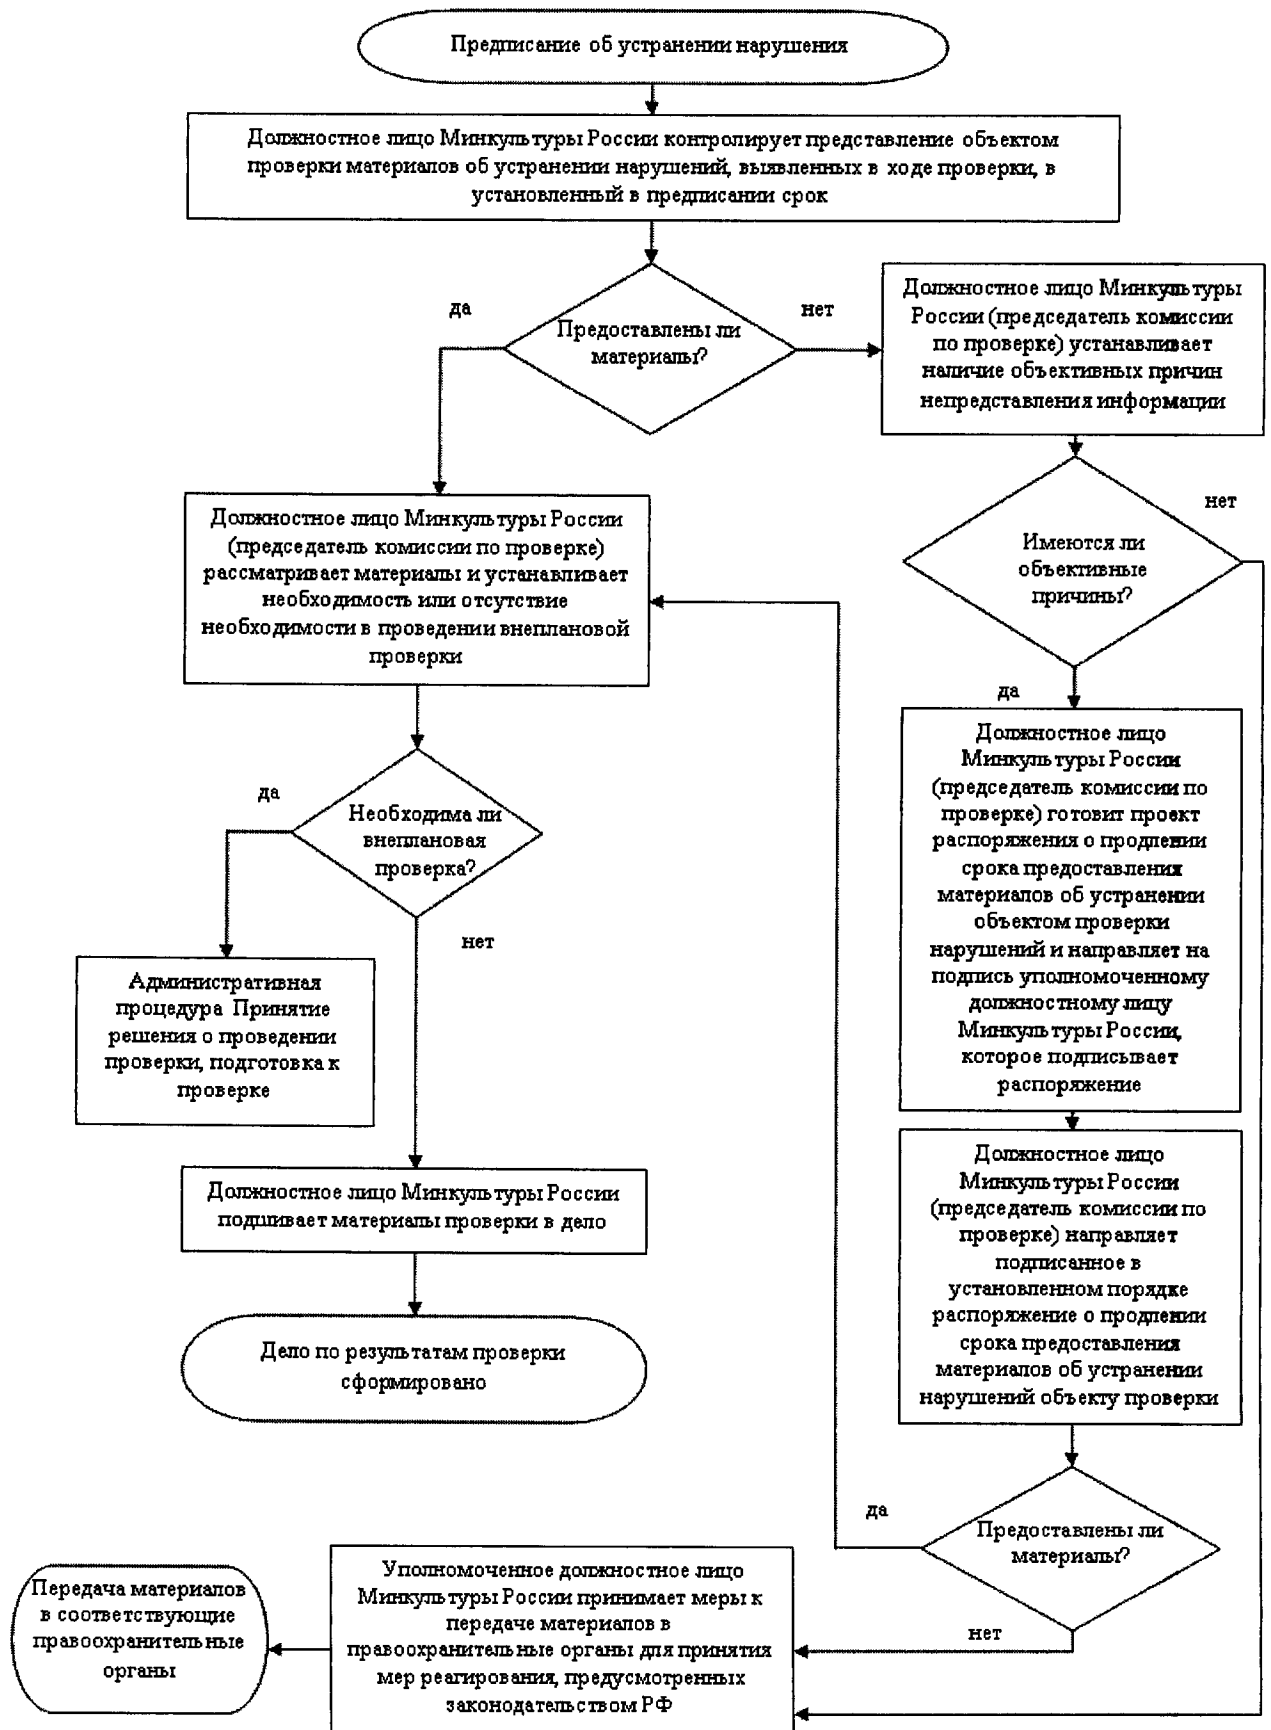 Предписание об устранении нарушения
Должностное лицо Минкультуры России контролирует представление объектом
проверки материалов об устранении нарушений, выявленных в ходе проверки, в
установленный в предписании срок
да
Предоставлены ли
материалы?
нет
Должностное лицо Минкультуры
России (председатель комиссии
по проверке) устанавливает
наличие объективных причин
непредставления информации
Имеются ли
объективные
причины?
нет
да
Должностное лицо Минкультуры России
(председатель комиссии по проверке)
рассматривает материалы и устанавливает
необходимость или отсутствие
необходимости в проведении внеплановой
проверки
да
Необходима ли
внеплановая
проверка?
нет
Административная
процедура Принятие
решения о проведении
проверки, подготовка к
проверке
Должностное лицо Минкультуры России
подшивает материалы проверки в дело
Дело по результатам проверки
сформировано
Должностное лицо
Минкультуры России
(председатель комиссии по
проверке) готовит проект
распоряжения о продлении
срока предоставления
материалов об устранении
объектом проверки
нарушений и направляет на
подпись уполномоченному
должностному лицу
Минкультуры России,
которое подписывает
распоряжение
Должностное лицо
Минкультуры России
(председатель комиссии по
проверке) направляет
подписанное в
установленном порядке
распоряжение о продлении
срока предоставления
материалов об устранении
нарушений объекту проверки
да
Предоставлены ли
материалы?
нет
Уполномоченное должностное лицо
Минкультуры России принимает меры к
передаче материалов в
правоохранительные органы для принятия
мер реагирования, предусмотренных
законодательством РФ
Передача материалов
в соответствующие
правоохранительные
органы